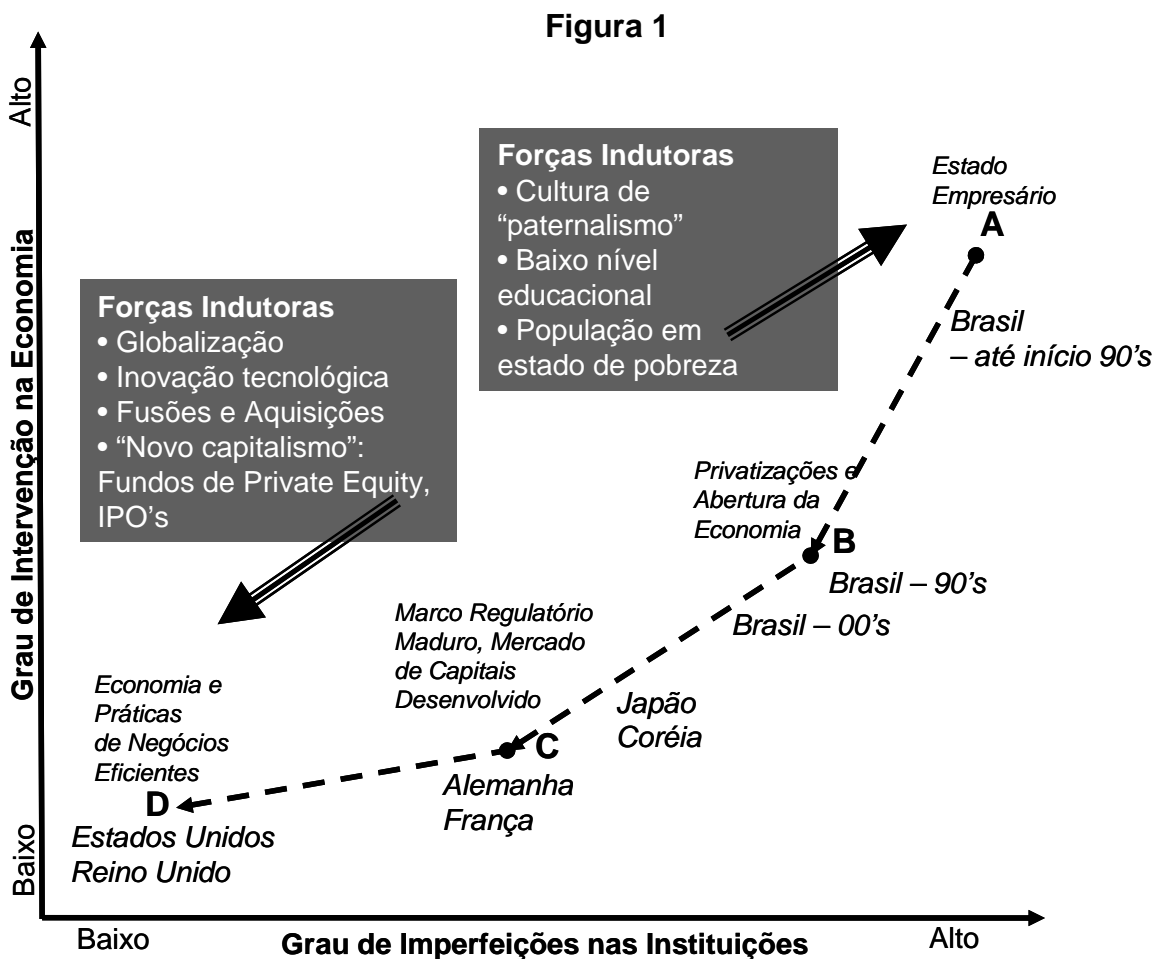 Figura 1
Alto
Grau de Intervenção na Economia
Baixo
Forças Indutoras
• Cultura de
“paternalismo”
• Baixo nível
educacional
• População em
estado de pobreza
Estado
Empresário
A
Forças Indutoras
• Globalização
• Inovação tecnológica
• Fusões e Aquisições
• “Novo capitalismo”:
Fundos de Private Equity,
IPO’s
Brasil
– até início 90’s
Privatizações e
Abertura da
Economia
B
Brasil – 90’s
Brasil – 00’s
Marco Regulatório
Maduro, Mercado
de Capitais
Desenvolvido
Japão
Coréia
C
Alemanha
França
Economia e
Práticas
de Negócios
Eficientes
D
Estados Unidos
Reino Unido
Baixo
Grau de Imperfeições nas Instituições
Alto